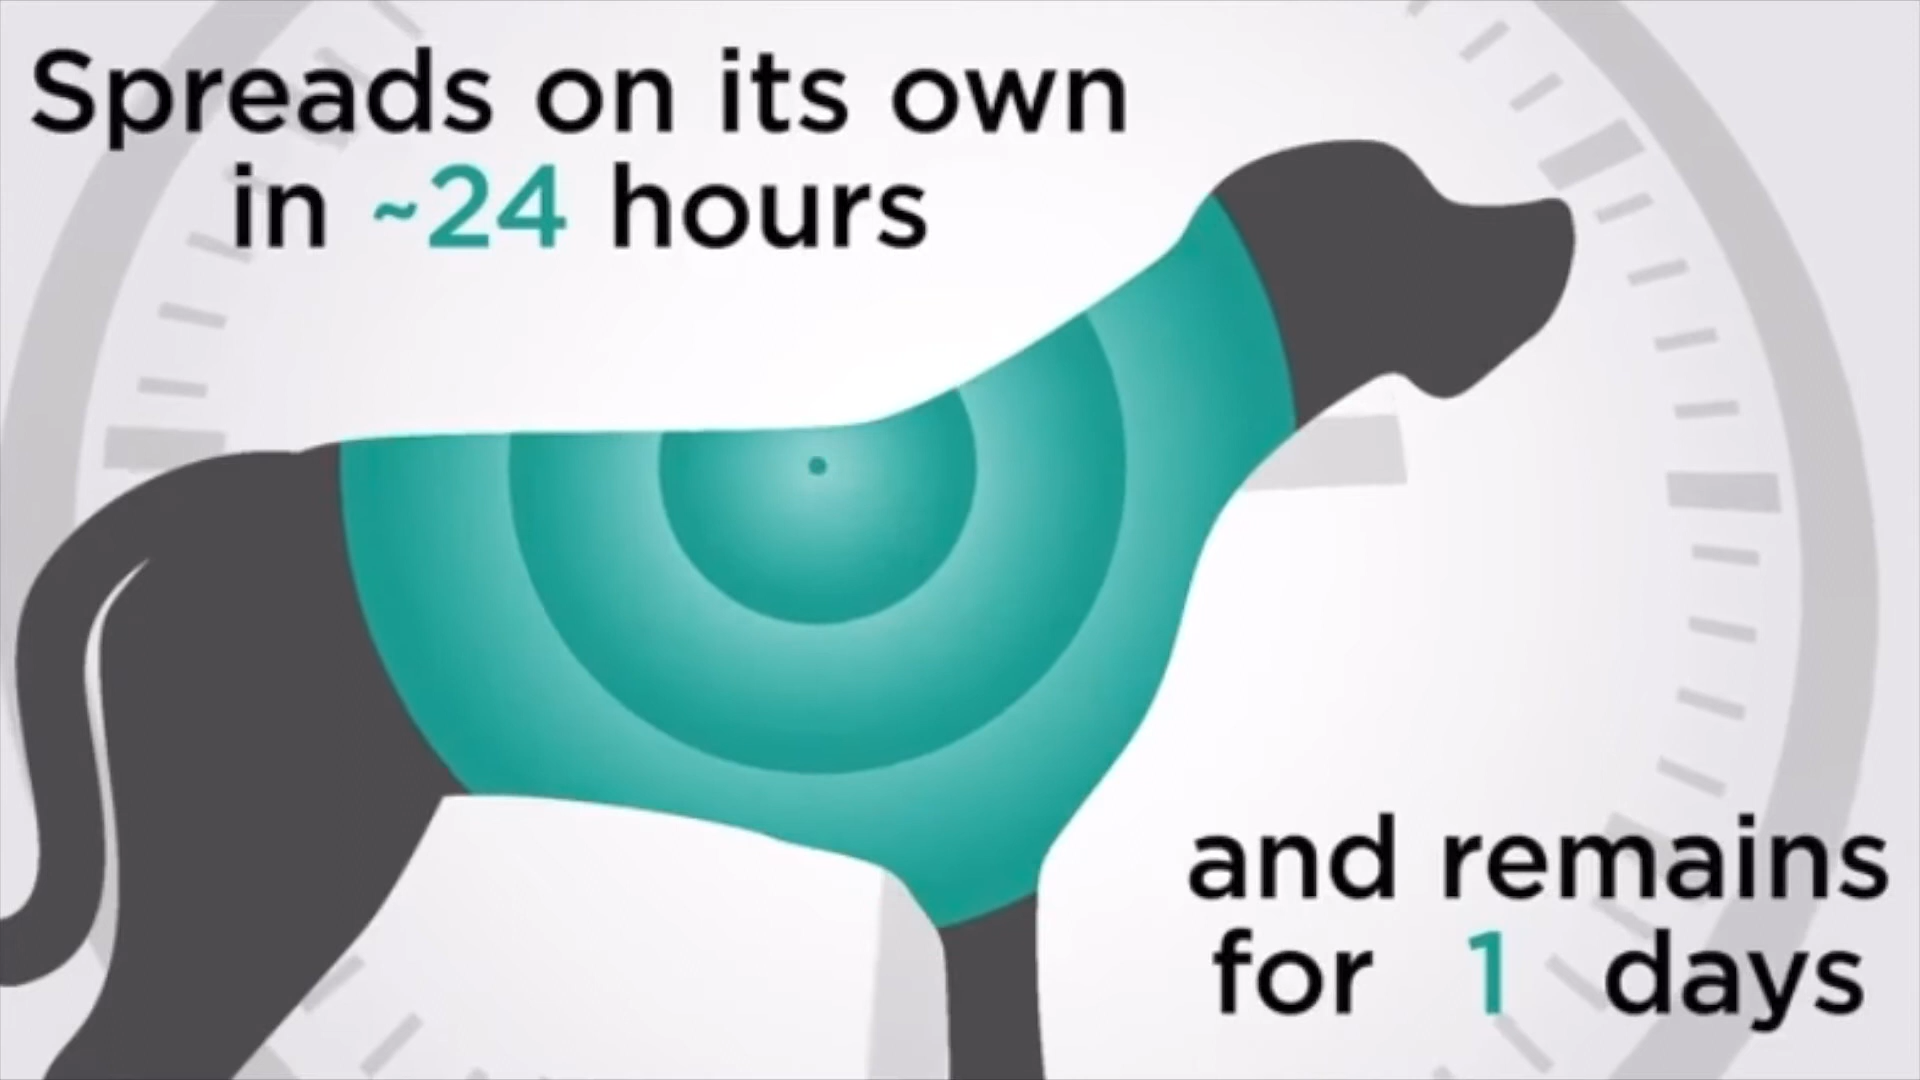 Spreads on its own
in ~24 hours
and remains
for 1 days